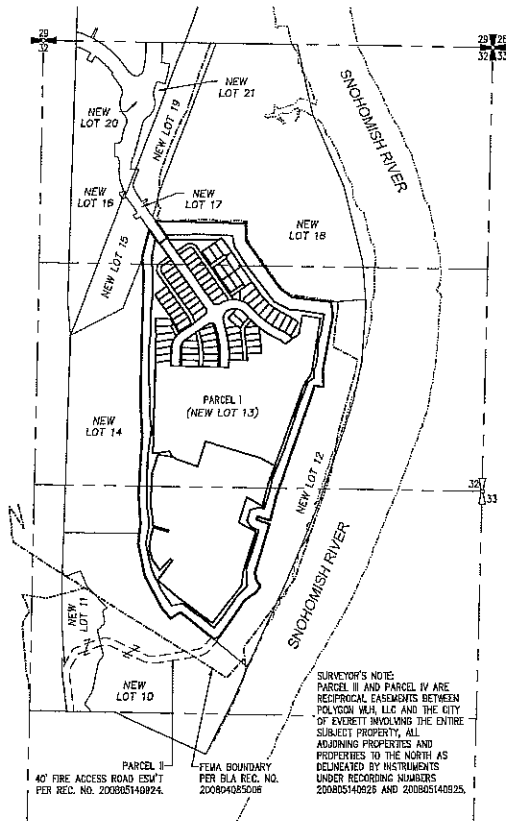 29
32
29 28
32 33
SNOHOMISH RIVER
NEW
LOT 21
NEW LOT 19
NEW
LOT 20
NEW
LOT 16
NEW
LOT 17
NEW
LOT 18
NEW LOT 15
PARCEL I
(NEW LOT 13)
NEW
LOT 14
NEW LOT 12
32
33
SNOHOMISH RIVER
NEW
LOT 11
NEW
LOT 10
PARCEL II
40' FIRE ACCESS ROAD ESM'T
PER REC. NO. 200805140924.
FEMA BOUNDARY
PER BLA REC. NO.
200804085006
SURVEYOR'S NOTE:
PARCEL III AND PARCEL IV ARE
RECIPROCAL EASEMENTS BETWEEN
POLYGON WLH, LLC AND THE CITY
OF EVERETT INVOLVING THE ENTIRE
SUBJECT PROPERTY, ALL
ADJOINING PROPERTIES AND
PROPERTIES TO THE NORTH AS
DELINEATED BY INSTRUMENTS
UNDER RECORDING NUMBERS
200805140926 AND 200805140925.